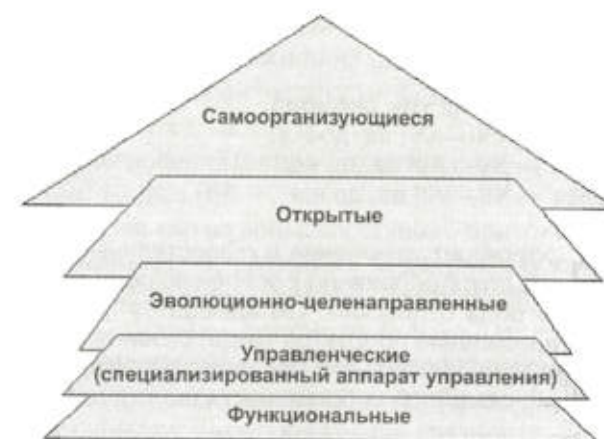 Самоорганизующиеся
Открытые
Эволюционно-целенаправленные
Управленческие
(специализированный аппарат управления)
Функциональные